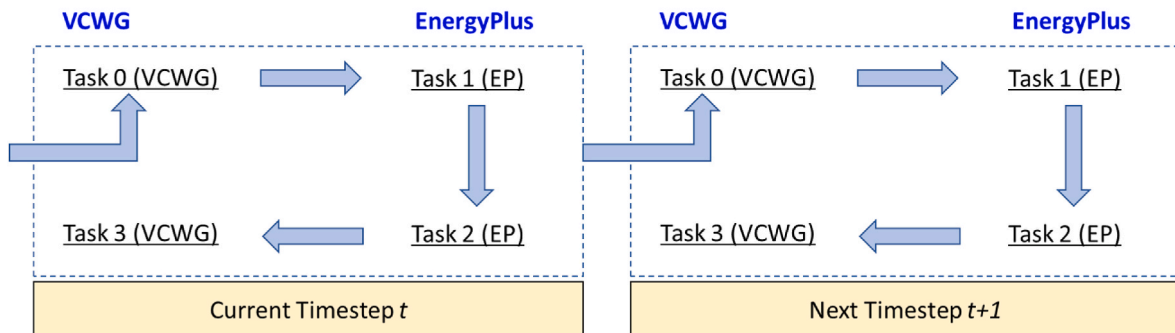 VCWG EnergyPlus VCWG EnergyPlus
Task 0 (VCWG) Task 1 (EP) Task 0 (VCWG) Task 1 (EP)
Task 3 (VCWG) Task 2 (EP) Task 3 (VCWG) Task 2 (EP)
Current Timestep t Next Timestep t+1